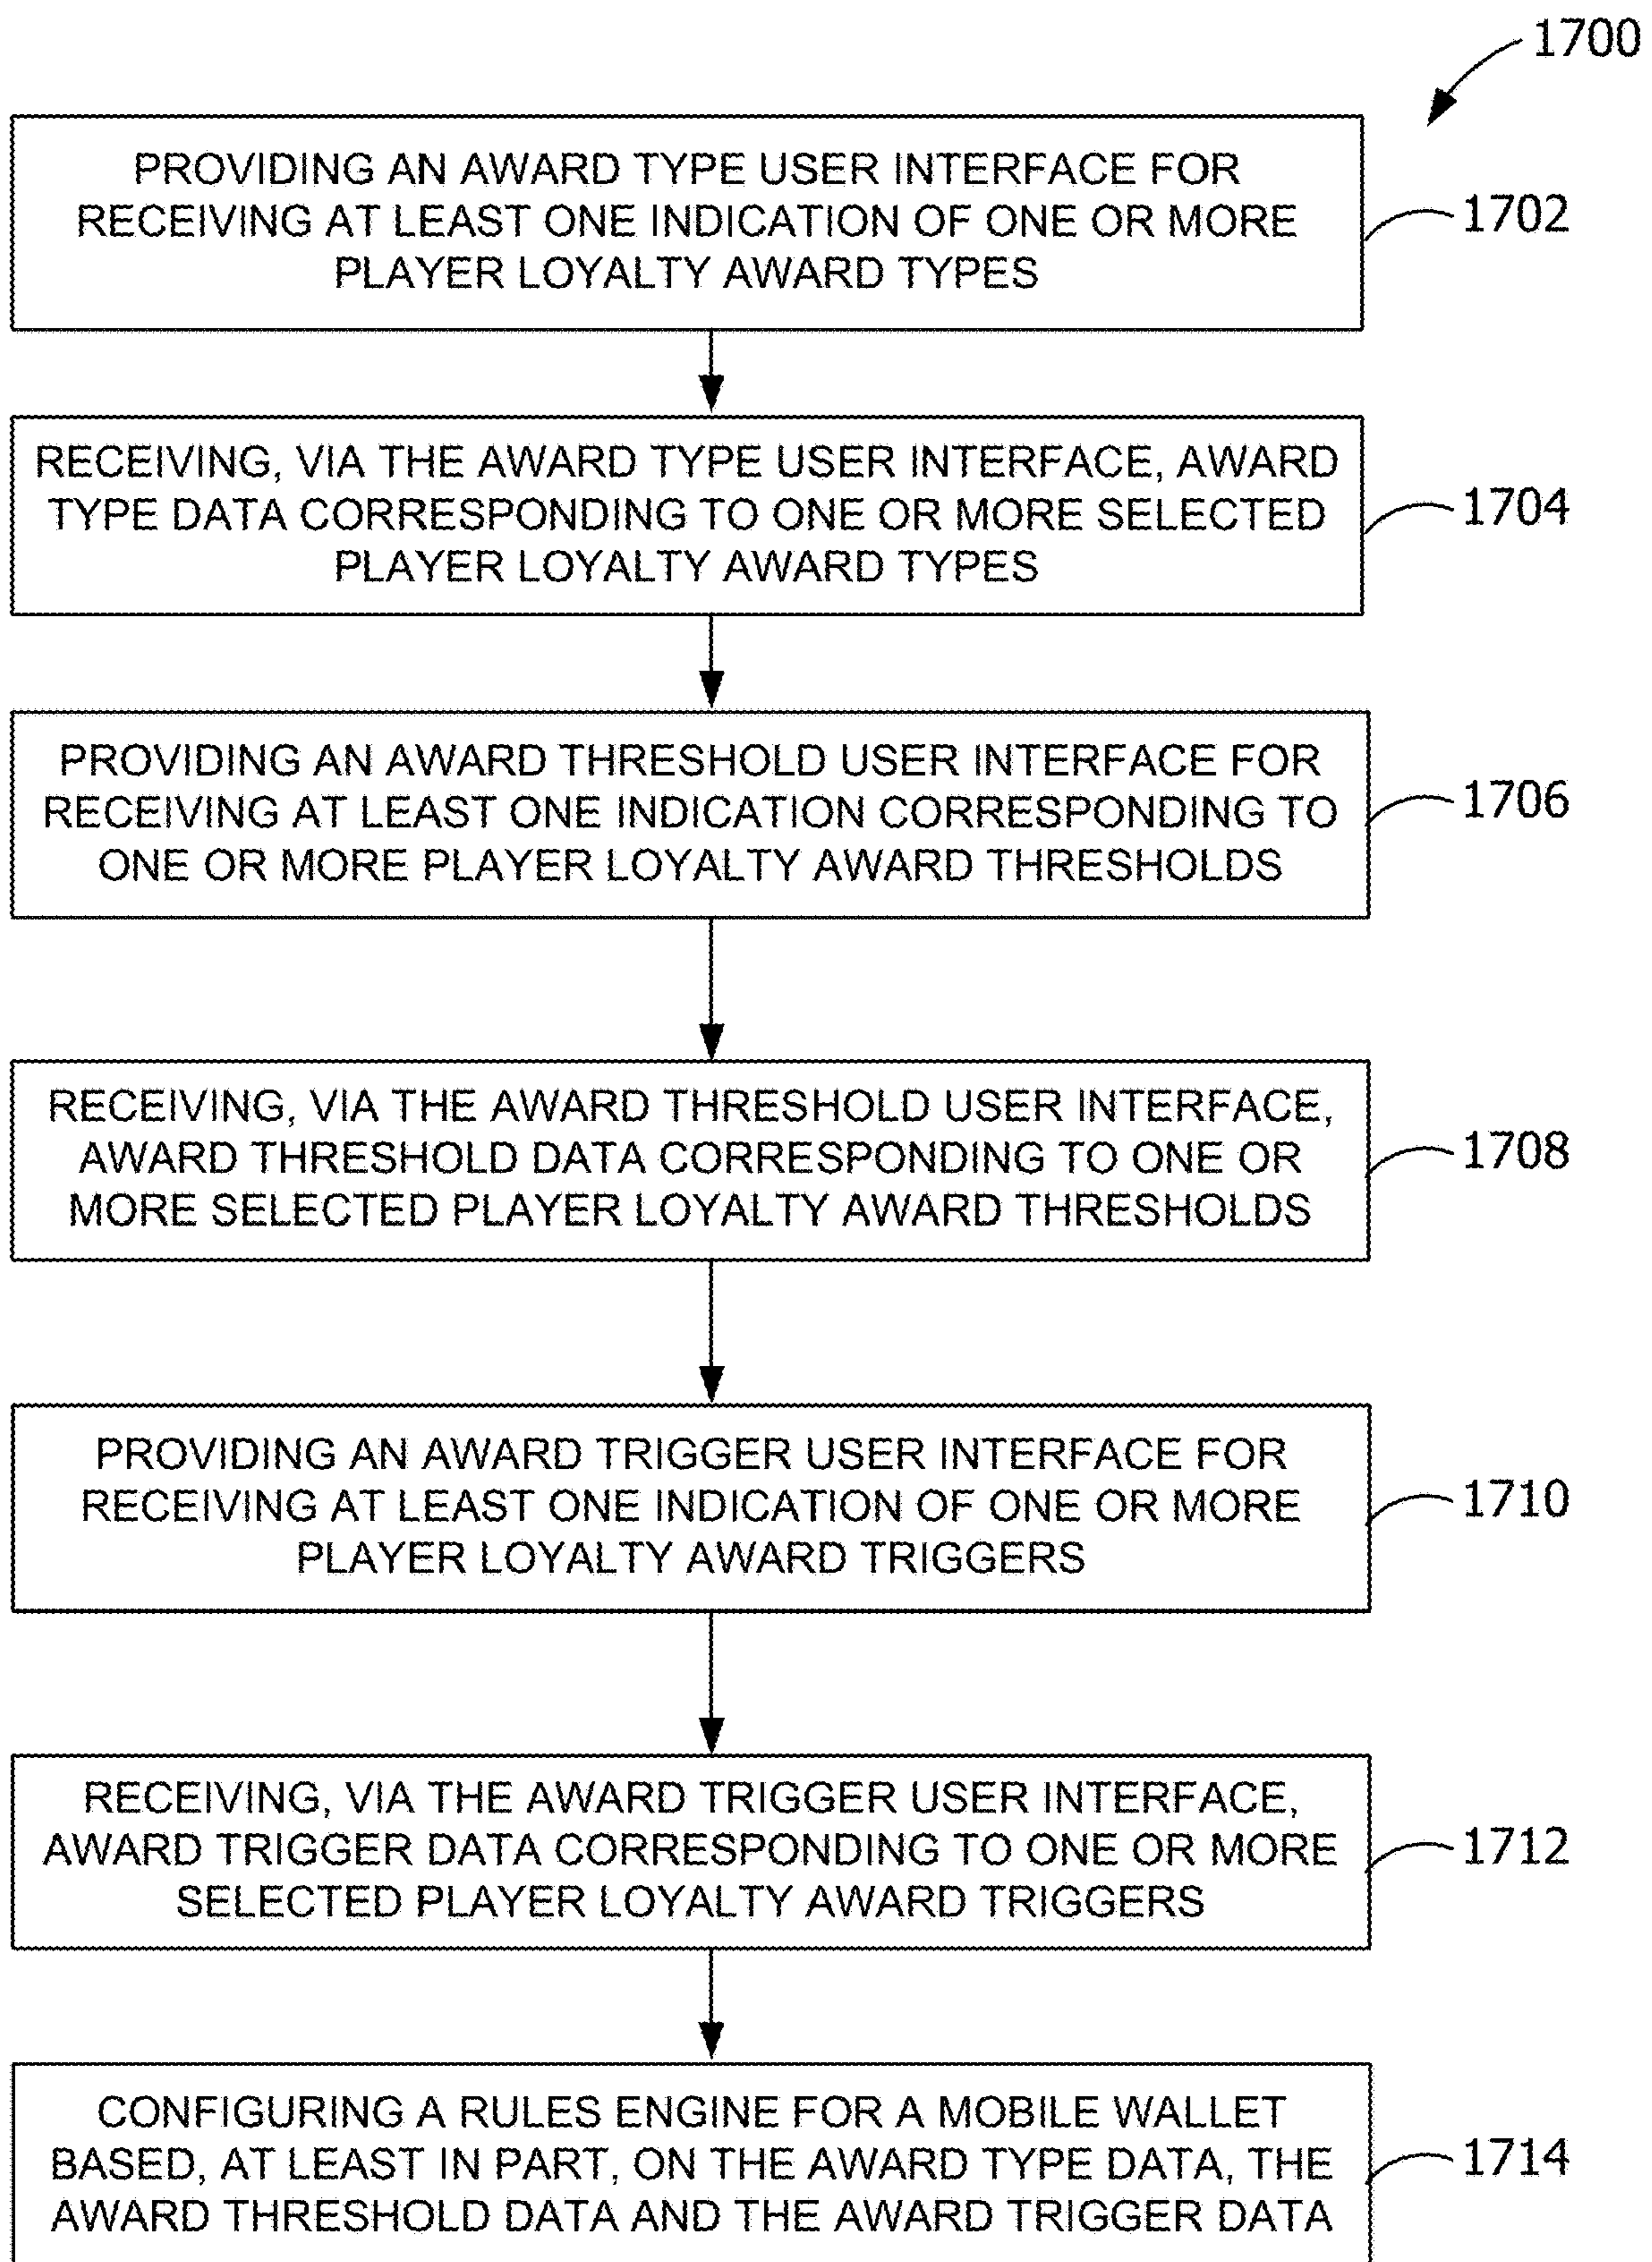 1700
PROVIDING AN AWARD TYPE USER INTERFACE FOR
RECEIVING AT LEAST ONE INDICATION OF ONE OR MORE
PLAYER LOYALTY AWARD TYPES
1702
RECEIVING, VIA THE AWARD TYPE USER INTERFACE, AWARD
TYPE DATA CORRESPONDING TO ONE OR MORE SELECTED
PLAYER LOYALTY AWARD TYPES
1704
PROVIDING AN AWARD THRESHOLD USER INTERFACE FOR
RECEIVING AT LEAST ONE INDICATION CORRESPONDING TO
ONE OR MORE PLAYER LOYALTY AWARD THRESHOLDS
1706
RECEIVING, VIA THE AWARD THRESHOLD USER INTERFACE,
AWARD THRESHOLD DATA CORRESPONDING TO ONE OR
MORE SELECTED PLAYER LOYALTY AWARD THRESHOLDS
1708
PROVIDING AN AWARD TRIGGER USER INTERFACE FOR
RECEIVING AT LEAST ONE INDICATION OF ONE OR MORE
PLAYER LOYALTY AWARD TRIGGERS
1710
RECEIVING, VIA THE AWARD TRIGGER USER INTERFACE,
AWARD TRIGGER DATA CORRESPONDING TO ONE OR MORE
SELECTED PLAYER LOYALTY AWARD TRIGGERS
1712
CONFIGURING A RULES ENGINE FOR A MOBILE WALLET
BASED, AT LEAST IN PART, ON THE AWARD TYPE DATA, THE
AWARD THRESHOLD DATA AND THE AWARD TRIGGER DATA
1714